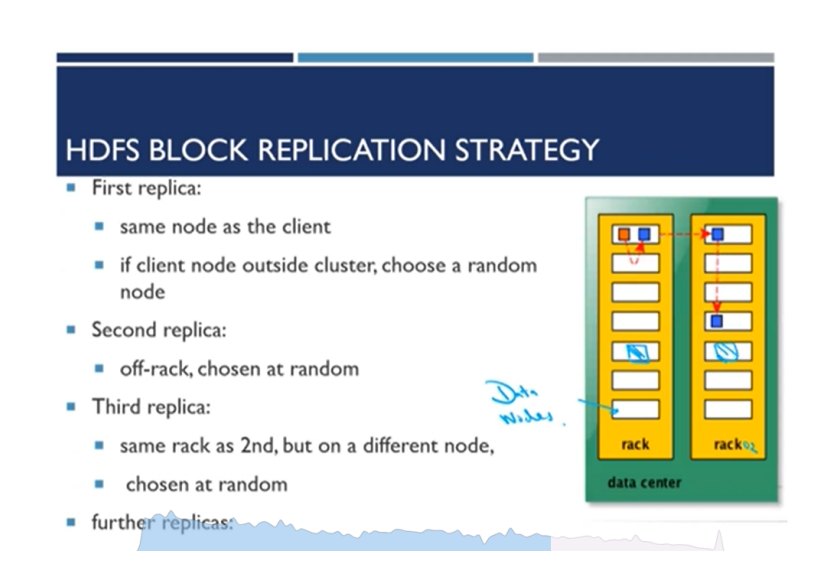 HDFS BLOCK REPLICATION STRATEGY
First replica:
same node as the client
if client node outside cluster, choose a random
node
Second replica:
off-rack, chosen at random
Third replica:
same rack as 2nd, but on a different node,
chosen at random
further replicas:
Data
Nodes.
rack
rack 02
data center